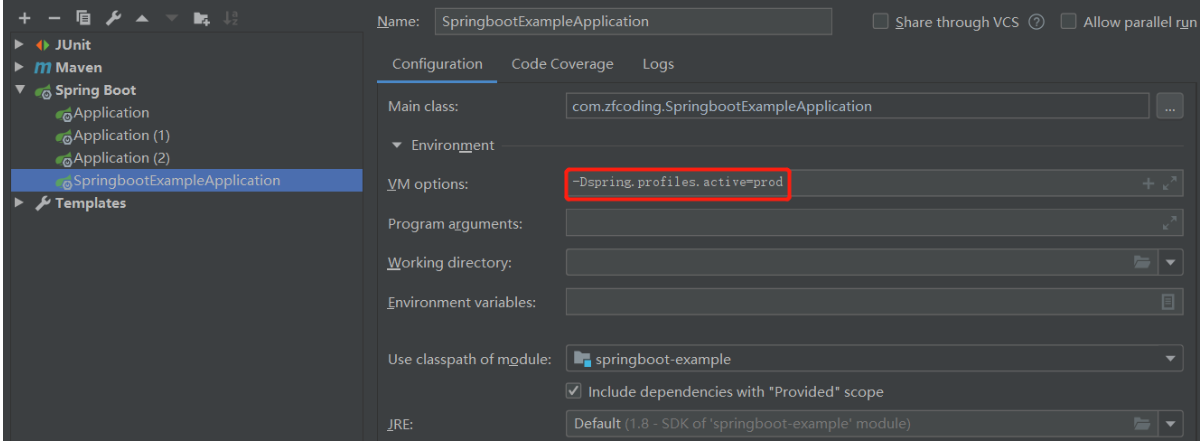 Name: SpringbootExampleApplication Share through VCS Allow parallel run
JUnit
Maven
Spring Boot
Application
Application (1)
Application (2)
SpringbootExampleApplication
Templates
Configuration Code Coverage Logs
Main class: com.zfcoding.SpringbootExampleApplication ...
Environment
VM options: -Dspring.profiles.active=prod
Program arguments:
Working directory:
Environment variables:
Use classpath of module: springboot-example
Include dependencies with "Provided" scope
JRE: Default (1.8 - SDK of 'springboot-example' module)